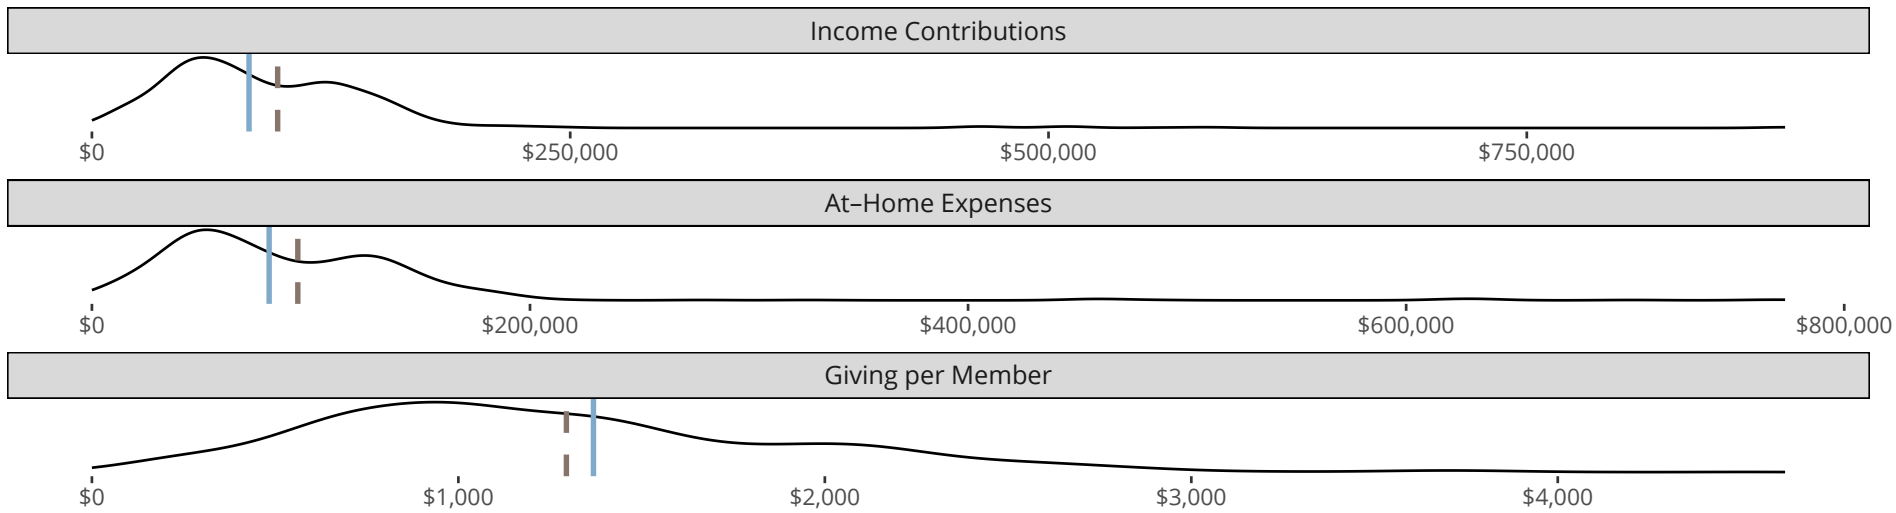 Income Contributions
$0 $250,000 $500,000 $750,000
At–Home Expenses
$0 $200,000 $400,000 $600,000 $800,000
Giving per Member
$0 $1,000 $2,000 $3,000 $4,000